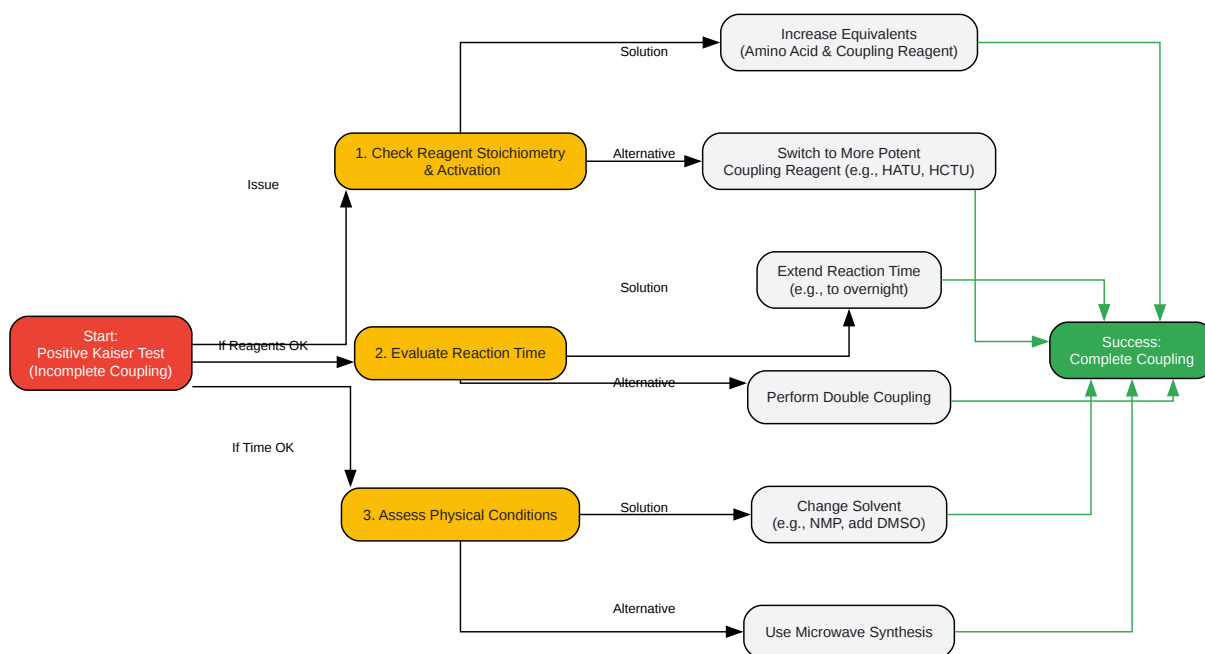 Increase Equivalents
(Amino Acid & Coupling Reagent)
Solution
1. Check Reagent Stoichiometry
& Activation
Alternative
Switch to More Potent
Coupling Reagent (e.g., HATU, HCTU)
Issue
Extend Reaction Time
(e.g., to overnight)
Solution
Start:
Positive Kaiser Test
(Incomplete Coupling)
If Reagents OK
2. Evaluate Reaction Time
Success:
Complete Coupling
Alternative
Perform Double Coupling
If Time OK
3. Assess Physical Conditions
Solution
Change Solvent
(e.g., NMP, add DMSO)
Alternative
Use Microwave Synthesis